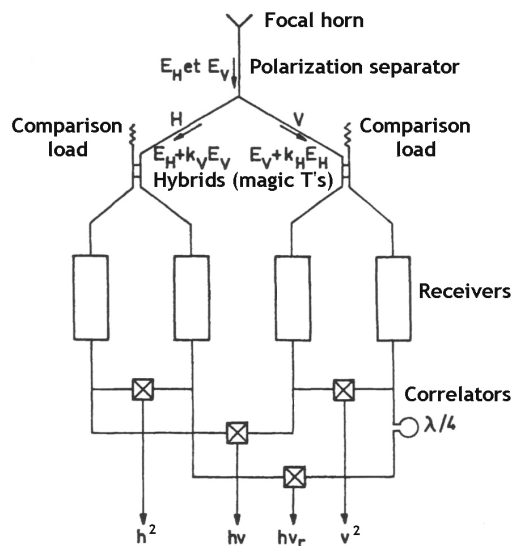 Focal horn
E_H et E_V
Polarization separator
H
V
Comparison load
Comparison load
E_H+k_VE_V
E_V+k_HE_H
Hybrids (magic T's)
Receivers
Correlators
λ/4
h²
hv
hv_r
v²